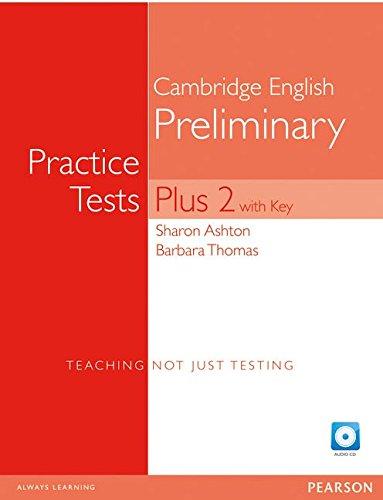 Cambridge English
Preliminary
Practice
Tests
Plus 2 with Key
Sharon Ashton
Barbara Thomas
TEACHING NOT JUST TESTING
AUDIO CD
ALWAYS LEARNING
PEARSON